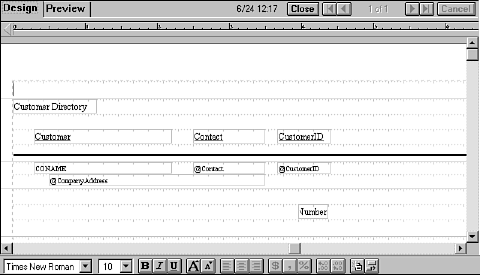 Design Preview 6/24 12:17 Close 1 of 1 Cancel
Customer Directory
Customer Contact CustomerID
CONAME @Contact @CustomerID
@CompanyAddress
Jumber
Times New Roman 10 B I U A A $ , %